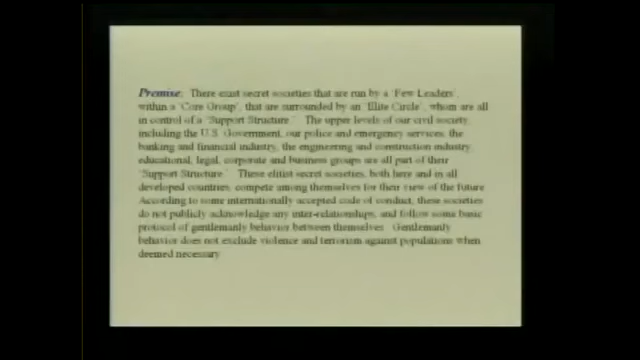 Premise: There exist secret societies that are run by a 'Few Leaders',
within a 'Core Group', that are surrounded by an 'Elite Circle', whom are all
in control of a 'Support Structure.' The upper levels of our civil society,
including the U.S. Government, our police and emergency services, the
banking and financial industry, the engineering and construction industry,
educational, legal, corporate and business groups are all part of their
'Support Structure.' These elitist secret societies, both here and in all
developed countries, compete among themselves for their view of the future.
According to some internationally accepted code of conduct, these societies
do not publicly acknowledge any inter-relationships, and follow some basic
protocol of gentlemanly behavior between themselves. Gentlemanly
behavior does not exclude violence and terrorism against populations when
deemed necessary.